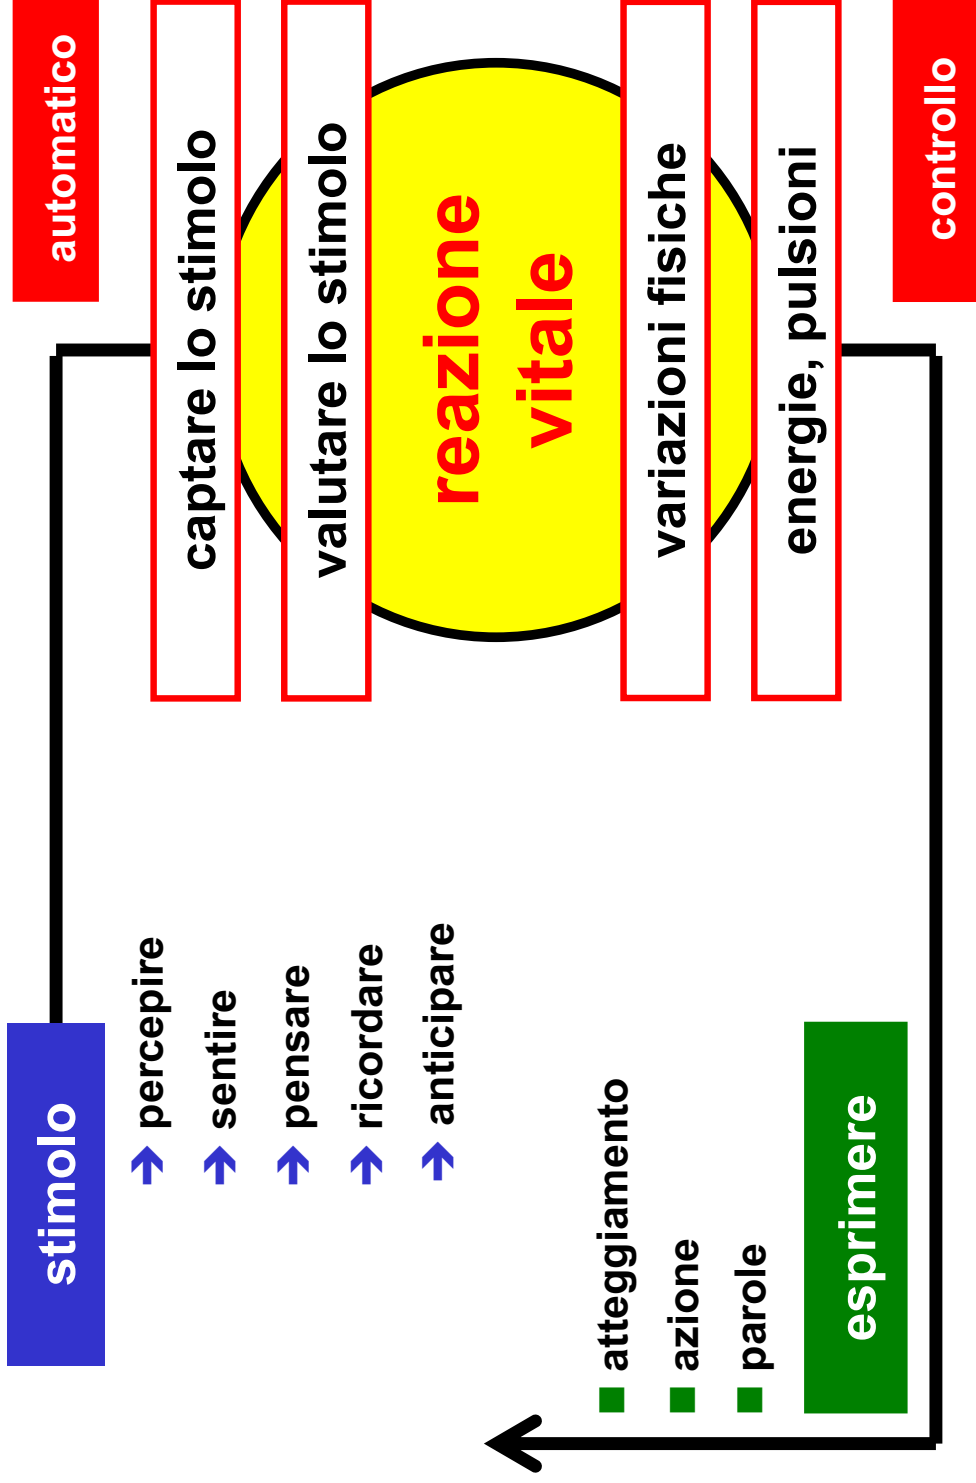 stimolo
percepire
sentire
pensare
ricordare
anticipare
automatico
captare lo stimolo
valutare lo stimolo
reazione
vitale
variazioni fisiche
energie, pulsioni
controllo
atteggiamento
azione
parole
esprimere